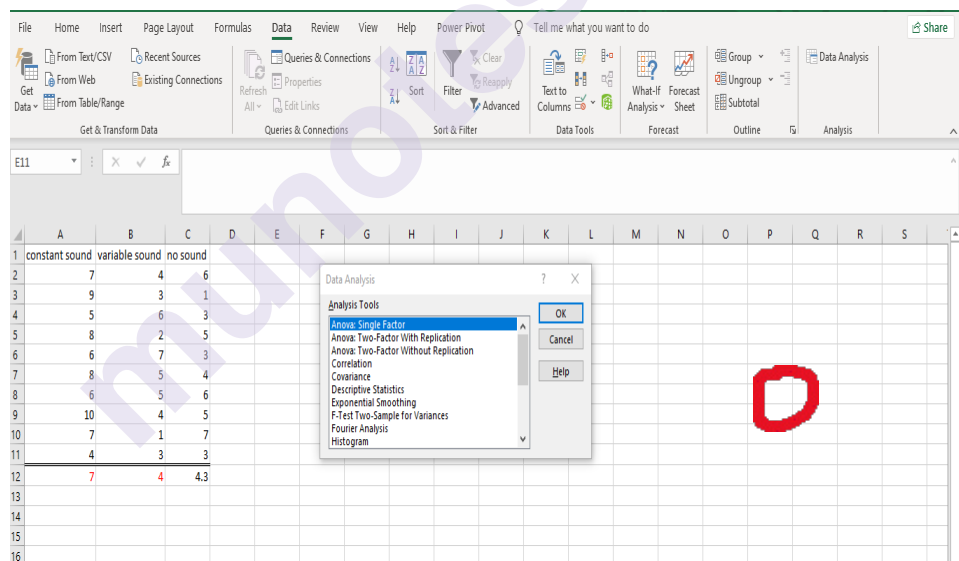 File Home Insert Page Layout Formulas Data Review View Help Power Pivot Tell me what you want to do Share
From Text/CSV Recent Sources Queries & Connections Clear Group Data Analysis
Get Data From Web Existing Connections Refresh All Properties Sort Filter Reapply Text to Columns What-If Analysis Forecast Sheet Ungroup
From Table/Range Edit Links Advanced Subtotal
Get & Transform Data Queries & Connections Sort & Filter Data Tools Forecast Outline Analysis
E11 fx
A B C D E F G H I J K L M N O P Q R S
1 constant sound variable sound no sound
2 7 4 6
3 9 3 1
4 5 6 3
5 8 2 5
6 6 7 3
7 8 5 4
8 6 5 6
9 10 4 5
10 7 1 7
11 4 3 3
12 7 4 4.3
13
14
15
16
Data Analysis ? X
Analysis Tools
Anova: Single Factor
Anova: Two-Factor With Replication
Anova: Two-Factor Without Replication
Correlation
Covariance
Descriptive Statistics
Exponential Smoothing
F-Test Two-Sample for Variances
Fourier Analysis
Histogram
OK
Cancel
Help
munotes